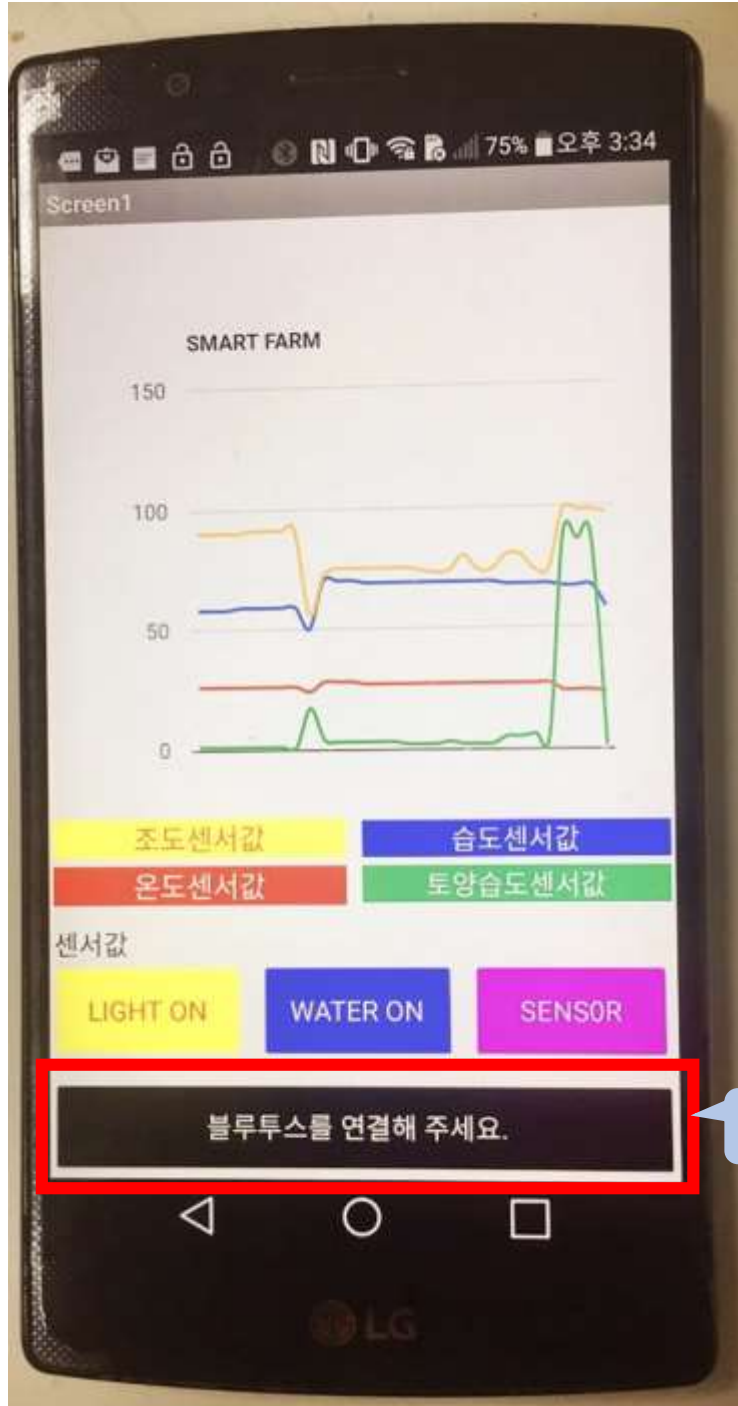 75% 오후 3:34
Screen1
SMART FARM
150
100
50
0
조도센서값 습도센서값
온도센서값 토양습도센서값
센서값
LIGHT ON WATER ON SENS0R
블루투스를 연결해 주세요.
LG